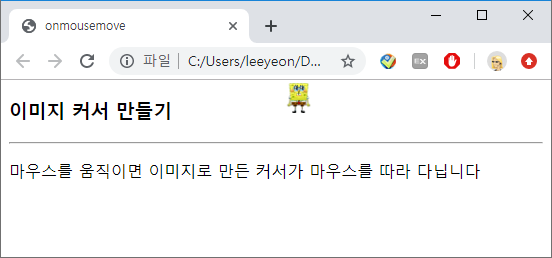 onmousemove
파일 C:/Users/leeyeon/D...
이미지 커서 만들기
마우스를 움직이면 이미지로 만든 커서가 마우스를 따라 다닙니다